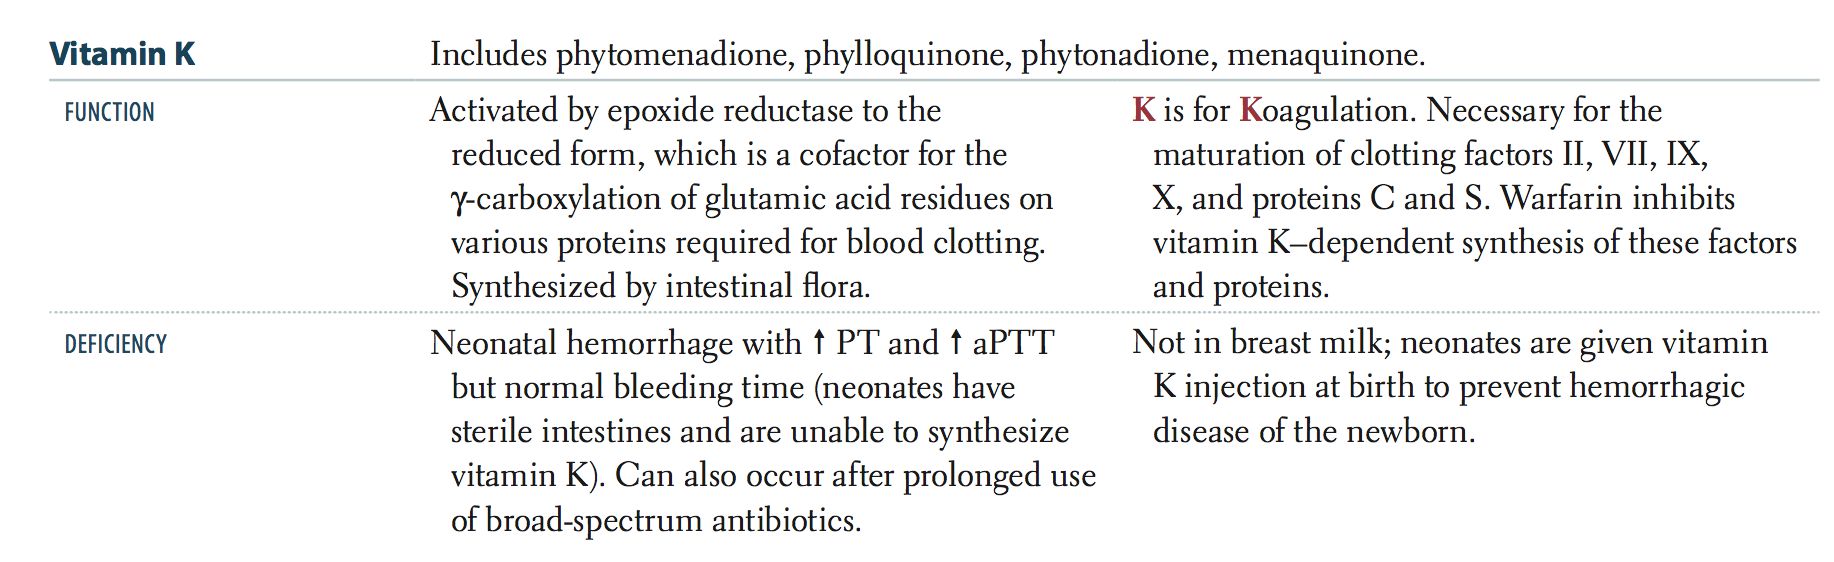 Vitamin K Includes phytomenadione, phylloquinone, phytonadione, menaquinone.
FUNCTION
Activated by epoxide reductase to the
reduced form, which is a cofactor for the
γ-carboxylation of glutamic acid residues on
various proteins required for blood clotting.
Synthesized by intestinal flora.
K is for Koagulation. Necessary for the
maturation of clotting factors II, VII, IX,
X, and proteins C and S. Warfarin inhibits
vitamin K–dependent synthesis of these factors
and proteins.
DEFICIENCY
Neonatal hemorrhage with ↑ PT and ↑ aPTT
but normal bleeding time (neonates have
sterile intestines and are unable to synthesize
vitamin K). Can also occur after prolonged use
of broad-spectrum antibiotics.
Not in breast milk; neonates are given vitamin
K injection at birth to prevent hemorrhagic
disease of the newborn.